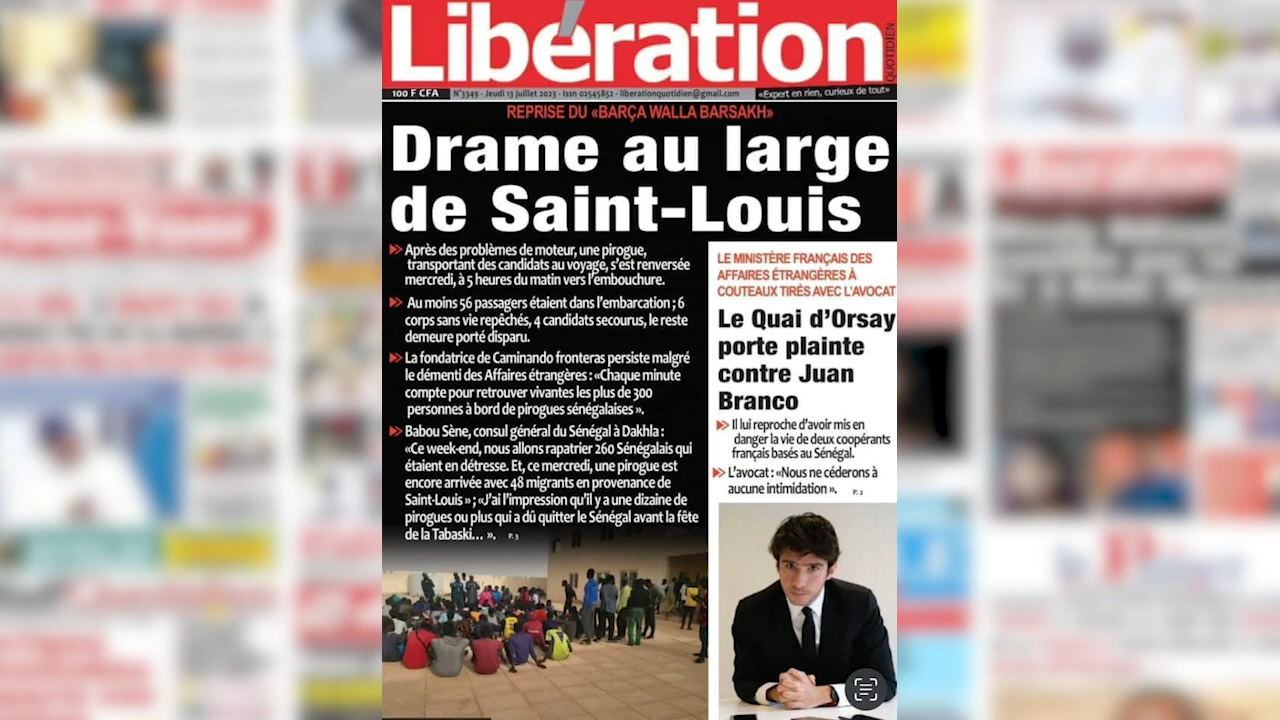 Libération
QUOTIDIEN
100 F CFA N°3349 - Jeudi 13 juillet 2023 - Issn 02545852 - liberationquotidien@gmail.com «Expert en rien, curieux de tout»
REPRISE DU «BARÇA WALLA BARSAKH»
Drame au large
de Saint-Louis
Après des problèmes de moteur, une pirogue,
transportant des candidats au voyage, s'est renversée
mercredi, à 5 heures du matin vers l'embouchure.
Au moins 56 passagers étaient dans l'embarcation ; 6
corps sans vie repêchés, 4 candidats secourus, le reste
demeure porté disparu.
La fondatrice de Caminando fronteras persiste malgré
le démenti des Affaires étrangères : «Chaque minute
compte pour retrouver vivantes les plus de 300
personnes à bord de pirogues sénégalaises ».
Babou Sène, consul général du Sénégal à Dakhla :
«Ce week-end, nous allons rapatrier 260 Sénégalais qui
étaient en détresse. Et, ce mercredi, une pirogue est
encore arrivée avec 48 migrants en provenance de
Saint-Louis » ; «J'ai l'impression qu'il y a une dizaine de
pirogues ou plus qui a dû quitter le Sénégal avant la fête
de la Tabaski... ». P. 3
LE MINISTÈRE FRANÇAIS DES
AFFAIRES ÉTRANGÈRES À
COUTEAUX TIRÉS AVEC L'AVOCAT
Le Quai d'Orsay
porte plainte
contre Juan
Branco
Il lui reproche d'avoir mis en
danger la vie de deux coopérants
français basés au Sénégal.
L'avocat : «Nous ne céderons à
aucune intimidation ». P. 2